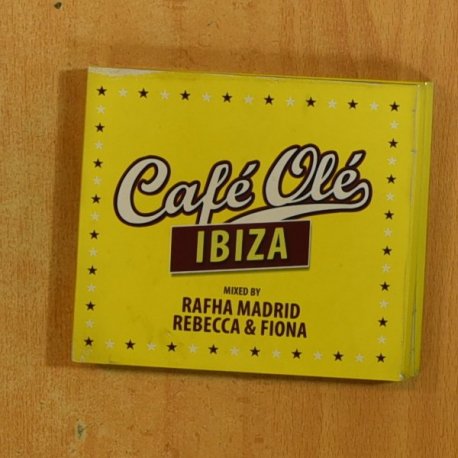 Café Olé
IBIZA
MIXED BY
RAFHA MADRID
REBECCA & FIONA